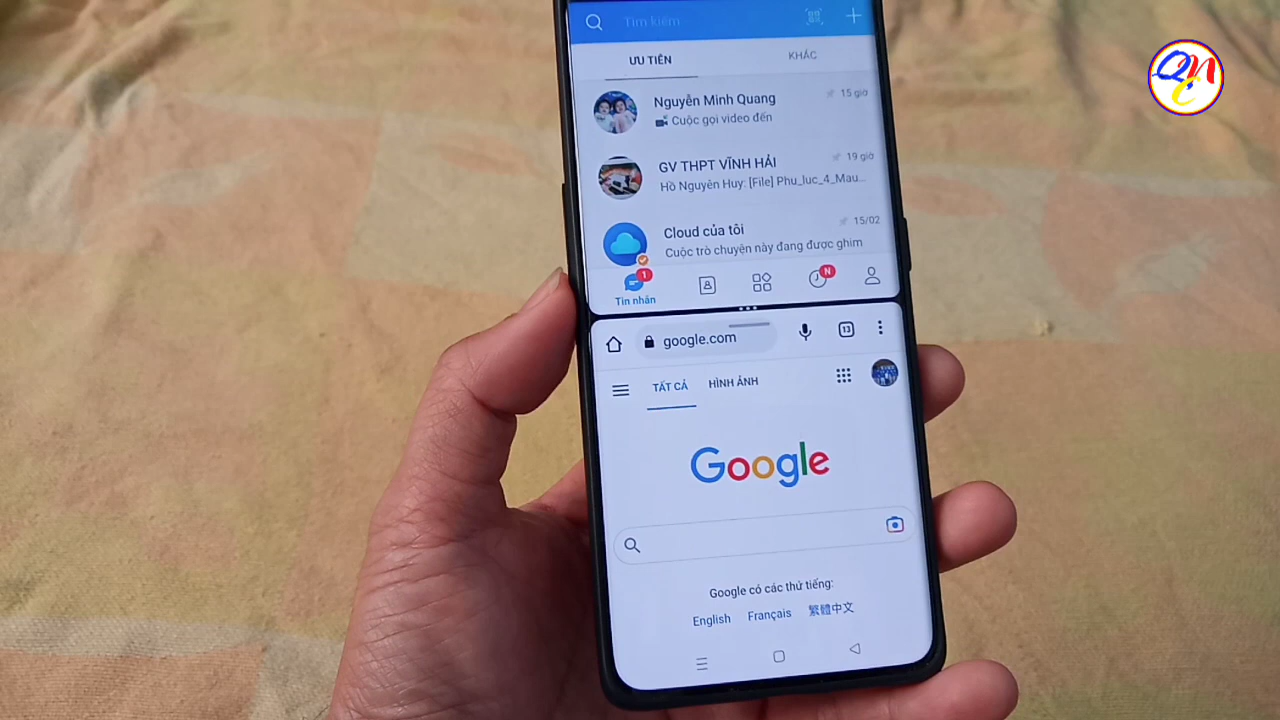 Tìm kiếm
ƯU TIÊN KHÁC
Nguyễn Minh Quang 15 giờ
Cuộc gọi video đến
GV THPT VĨNH HẢI 19 giờ
Hồ Nguyên Huy: [File] Phu_luc_4_Mau...
Cloud của tôi 15/02
Cuộc trò chuyện này đang được ghim
1 N
Tin nhắn
google.com 13
TẤT CẢ HÌNH ẢNH
Google
Google có các thứ tiếng:
English Français 繁體中文
QNC